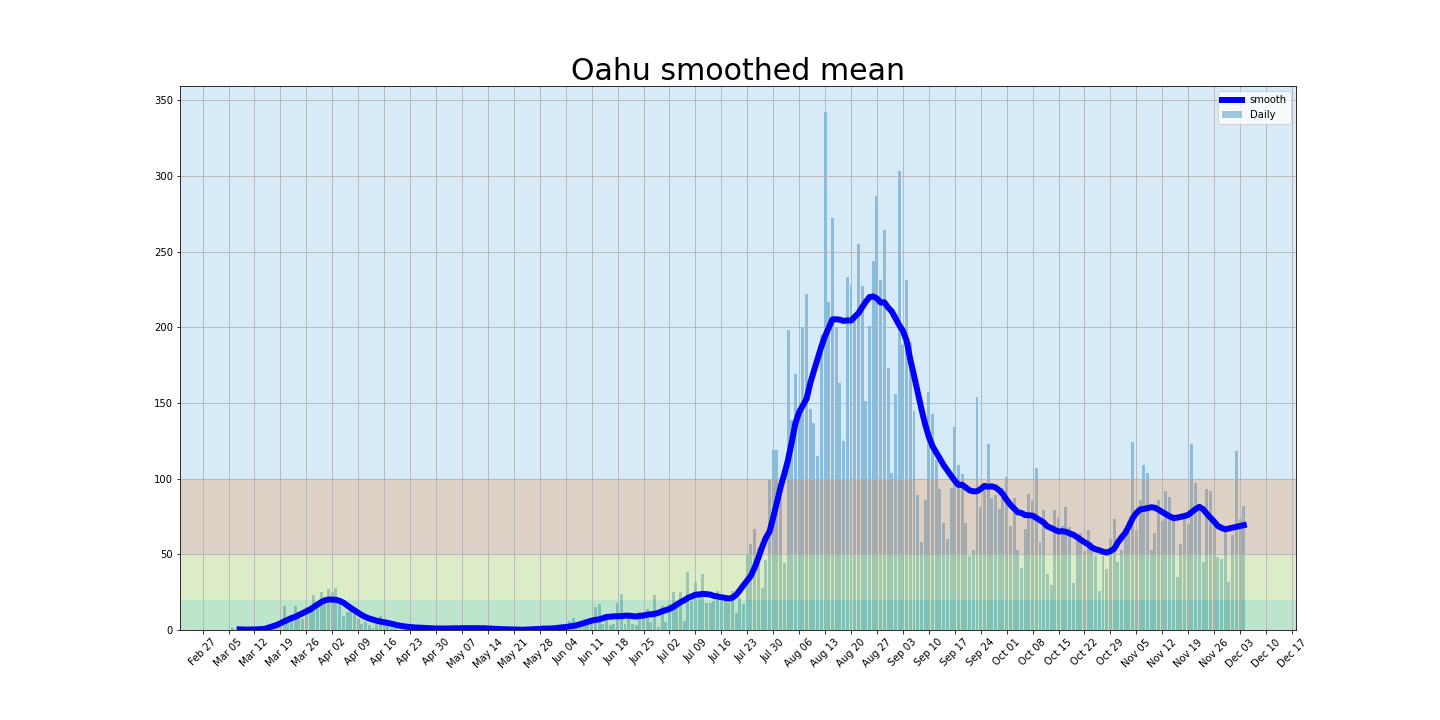 Oahu smoothed mean
smooth
Daily
350
300
250
200
150
100
50
0
Feb 27
Mar 05
Mar 12
Mar 19
Mar 26
Apr 02
Apr 09
Apr 16
Apr 23
Apr 30
May 07
May 14
May 21
May 28
Jun 04
Jun 11
Jun 18
Jun 25
Jul 02
Jul 09
Jul 16
Jul 23
Jul 30
Aug 06
Aug 13
Aug 20
Aug 27
Sep 03
Sep 10
Sep 17
Sep 24
Oct 01
Oct 08
Oct 15
Oct 22
Oct 29
Nov 05
Nov 12
Nov 19
Nov 26
Dec 03
Dec 10
Dec 17